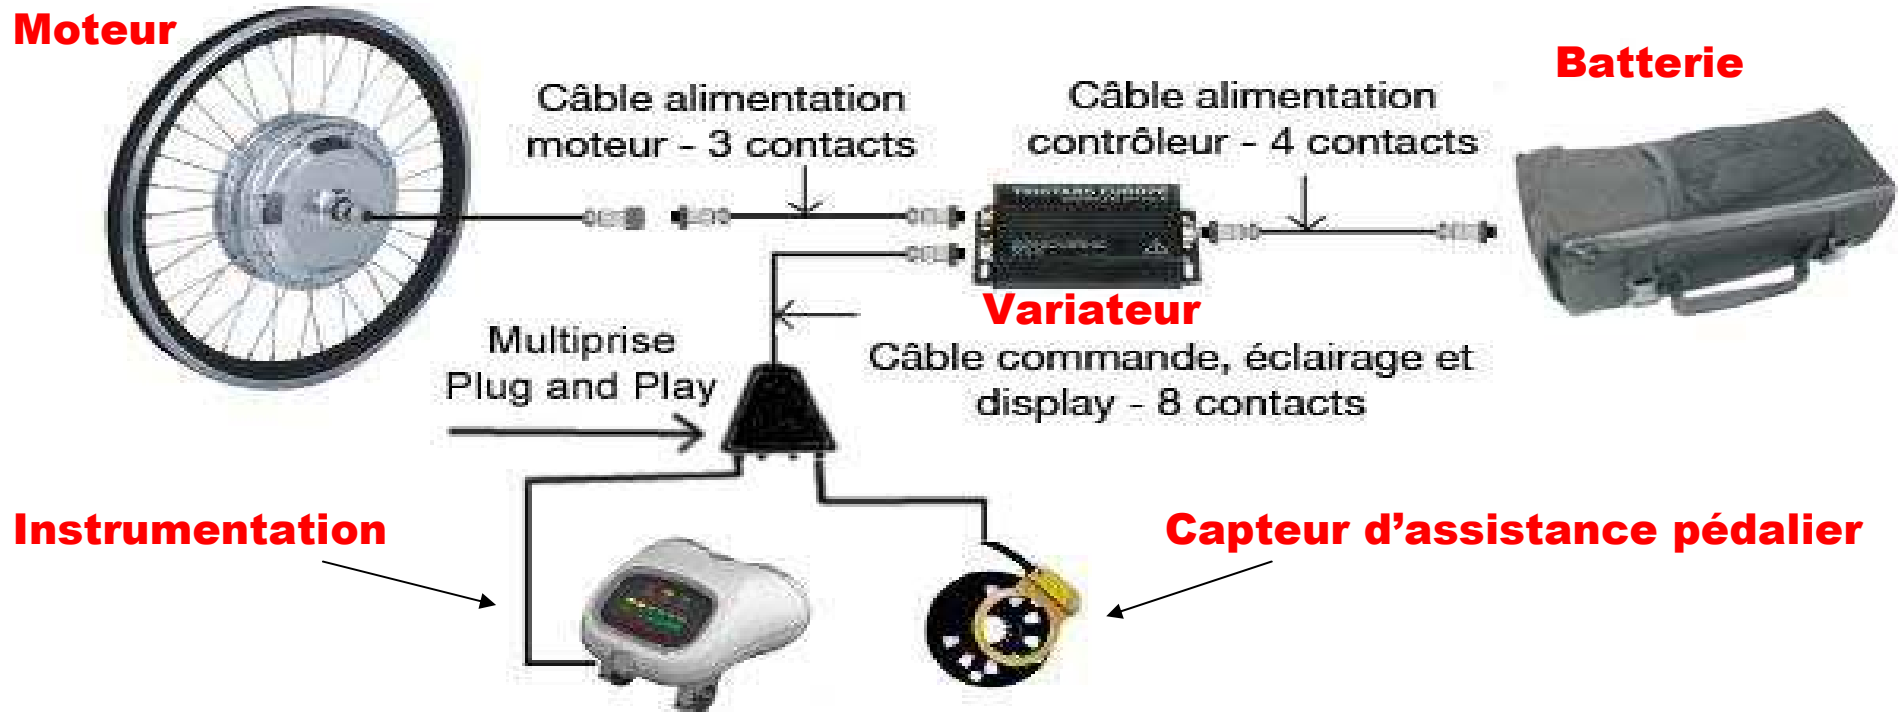 Moteur
Batterie
Câble alimentation
moteur - 3 contacts
Câble alimentation
contrôleur - 4 contacts
Variateur
Multiprise
Plug and Play
Câble commande, éclairage et
display - 8 contacts
Instrumentation
Capteur d’assistance pédalier